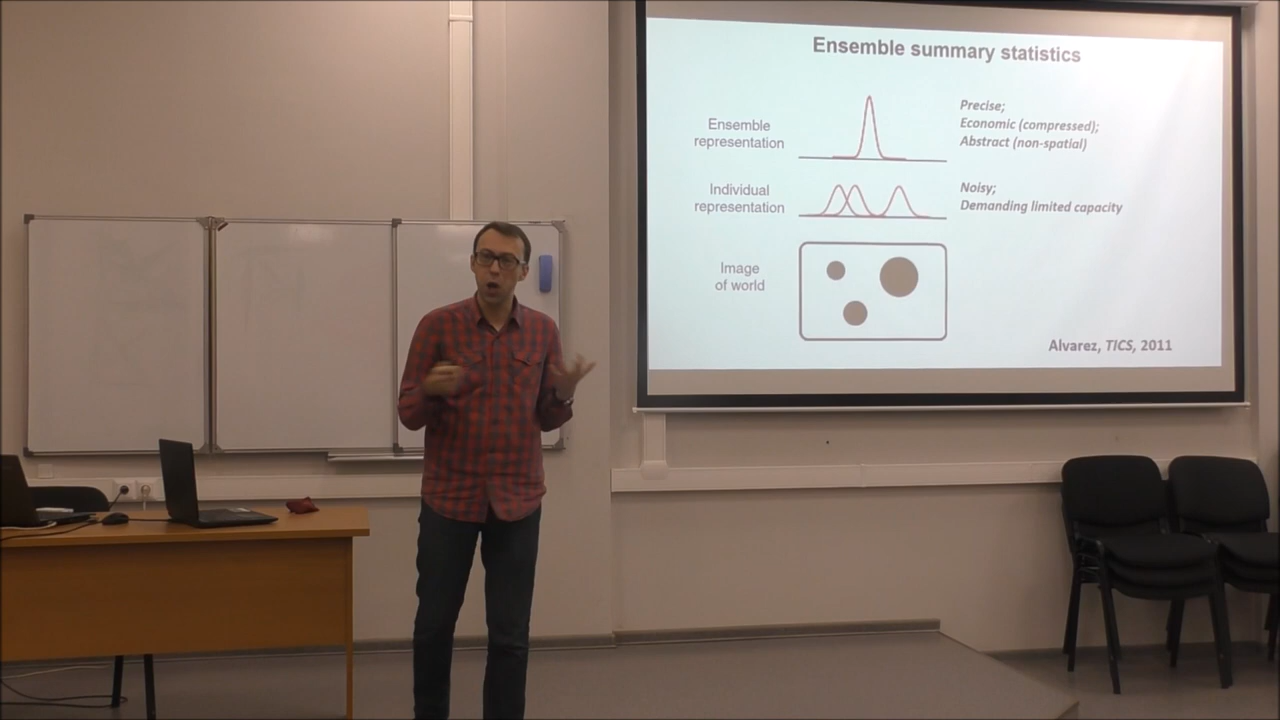 Ensemble summary statistics
Ensemble
representation
Precise;
Economic (compressed);
Abstract (non-spatial)
Individual
representation
Noisy;
Demanding limited capacity
Image
of world
Alvarez, TICS, 2011